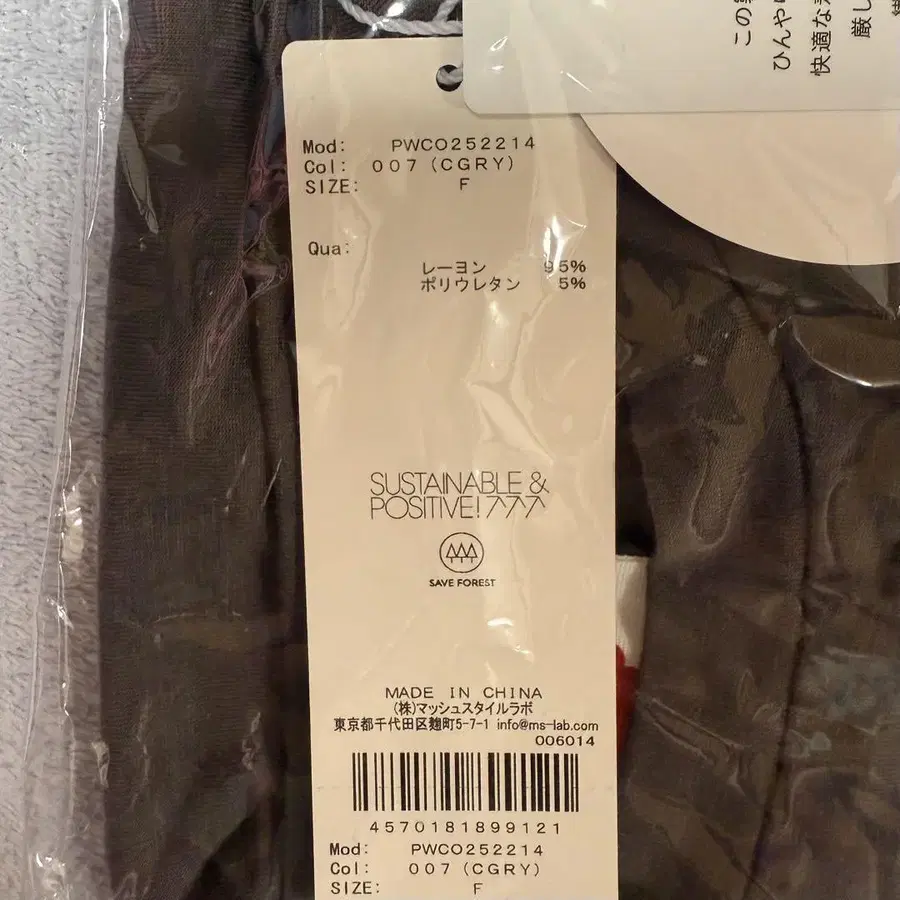 Mod: PWCO252214
Col: 007 (CGRY)
SIZE: F
Qua:
レーヨン 95%
ポリウレタン 5%
SUSTAINABLE &
POSITIVE!
SAVE FOREST
MADE IN CHINA
(株)マッシュスタイルラボ
東京都千代田区麹町5-7-1 info@ms-lab.com
006014
4570181899121
Mod: PWCO252214
Col: 007 (CGRY)
SIZE: F
この
ひんや
快適な
厳し